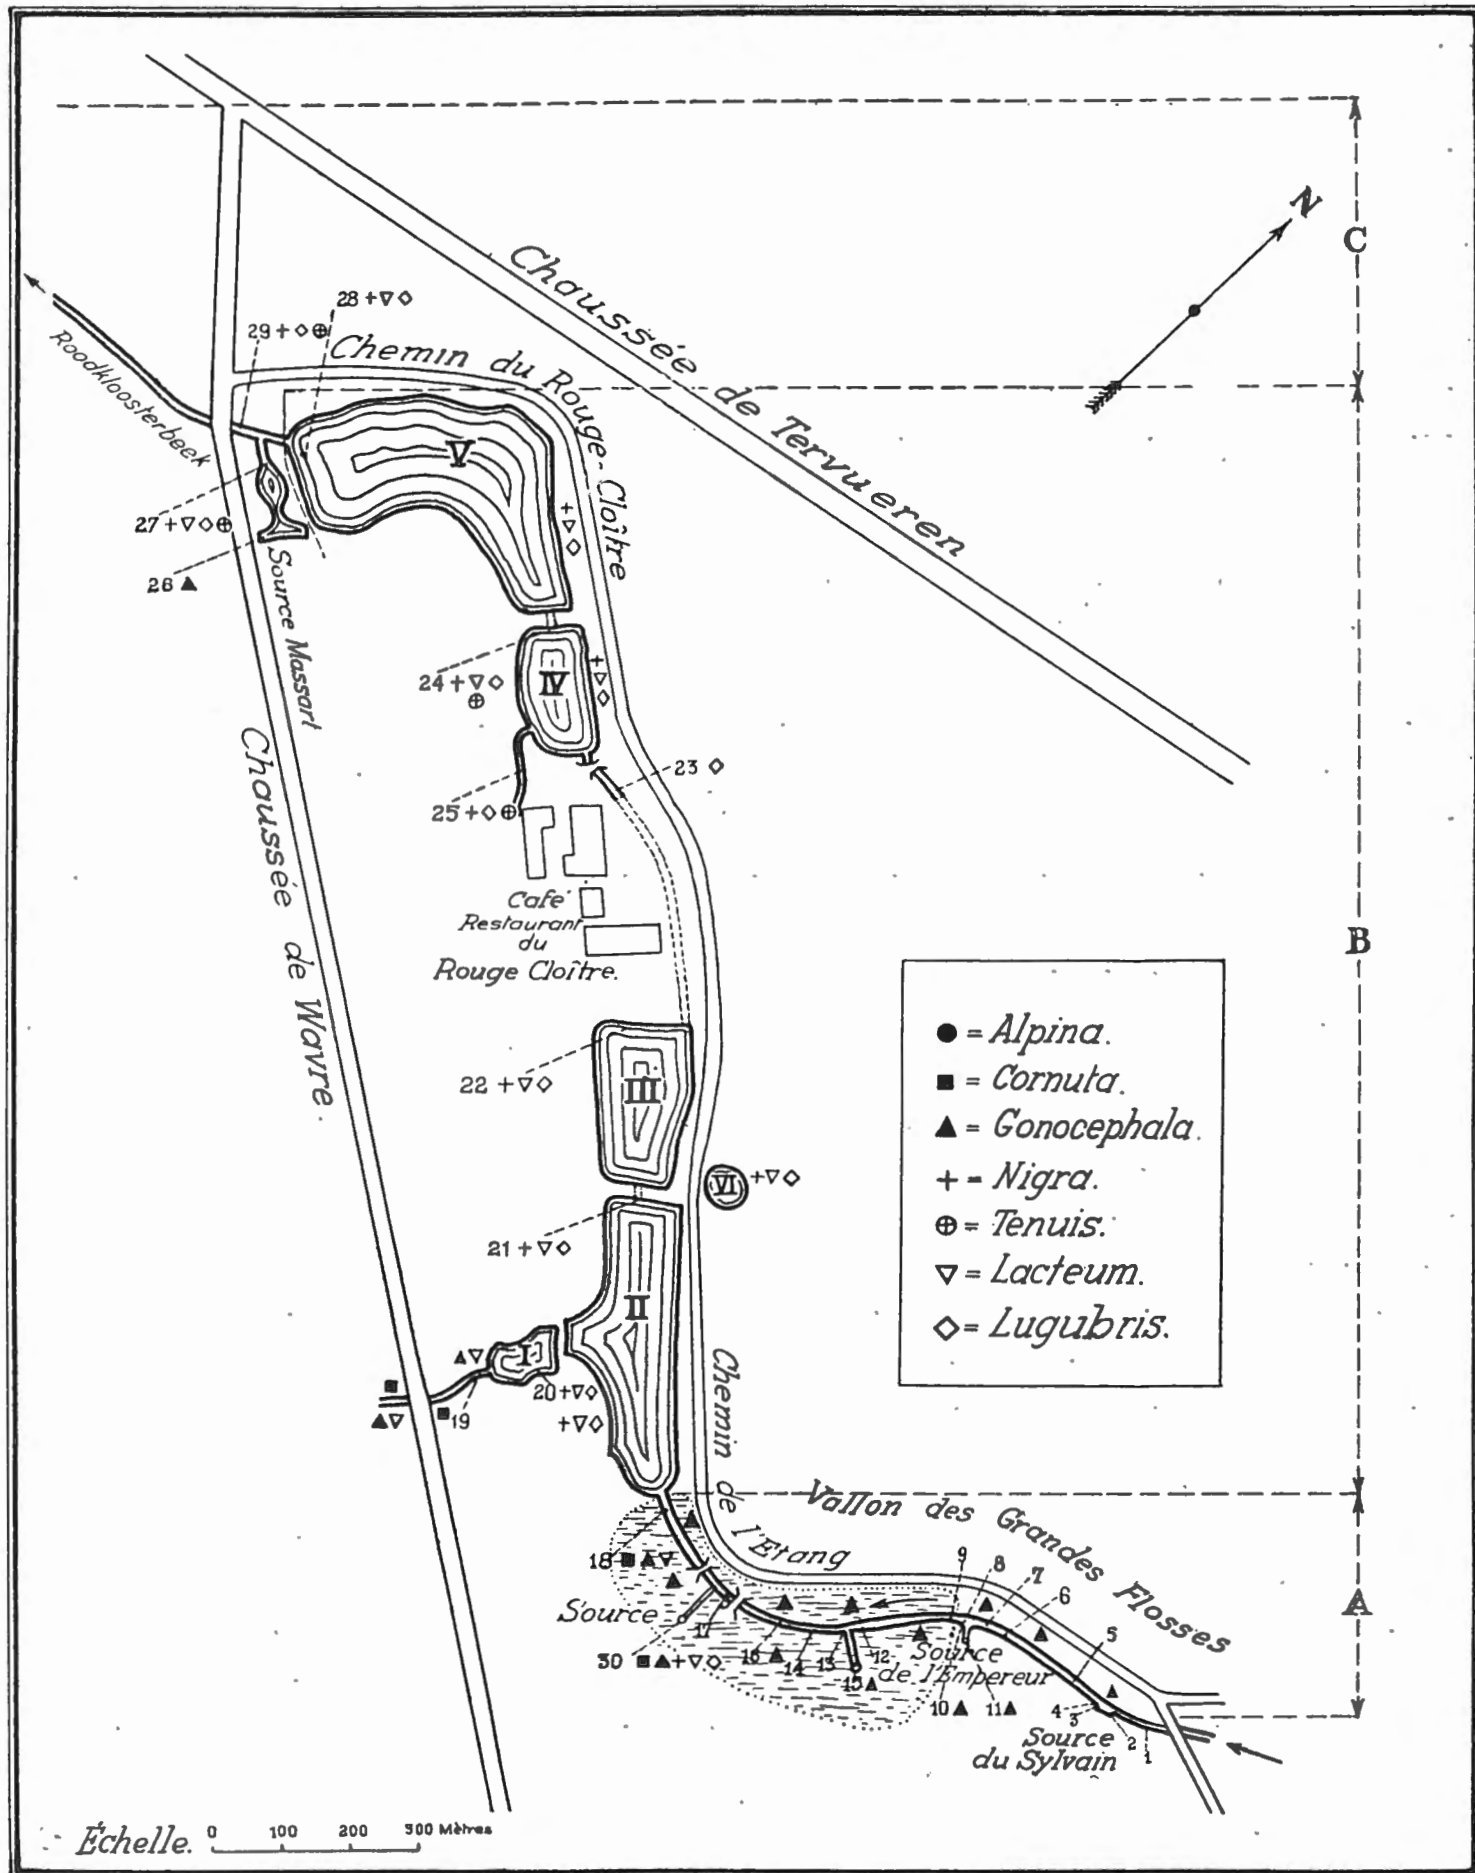 N
C
Chaussée de Tervueren
28 +▽◇
29 +◇⊕
Chemin du Rouge-Cloître
Roodkloosterbeek
V
+
▽
◇
27 +▽◇⊕
26 ▲
Source Massart
+
▽
◇
24 +▽◇
⊕
IV
23 ◇
25 +◇⊕
Chaussée de Wavre.
Café
Restaurant
du
Rouge Cloître.
B
● = Alpina.
■ = Cornuta.
▲ = Gonocephala.
+ = Nigra.
⊕ = Tenuis.
▽ = Lacteum.
◇ = Lugubris.
22 +▽◇
III
VI +▽◇
21 +▽◇
II
▲▽
I
20 +▽◇
■
▲▽
■ 19
+▽◇
Chemin de l'Etang
Vallon des Grandes Flosses
A
18 ■▲▽
9
8
7
6
5
Source
17
30 ■▲+▽◇
16
14
13
12
15 ▲
Source
de l'Empereur
10 ▲
11 ▲
4
3
2
1
Source
du Sylvain
Échelle. 0 100 200 300 Mètres